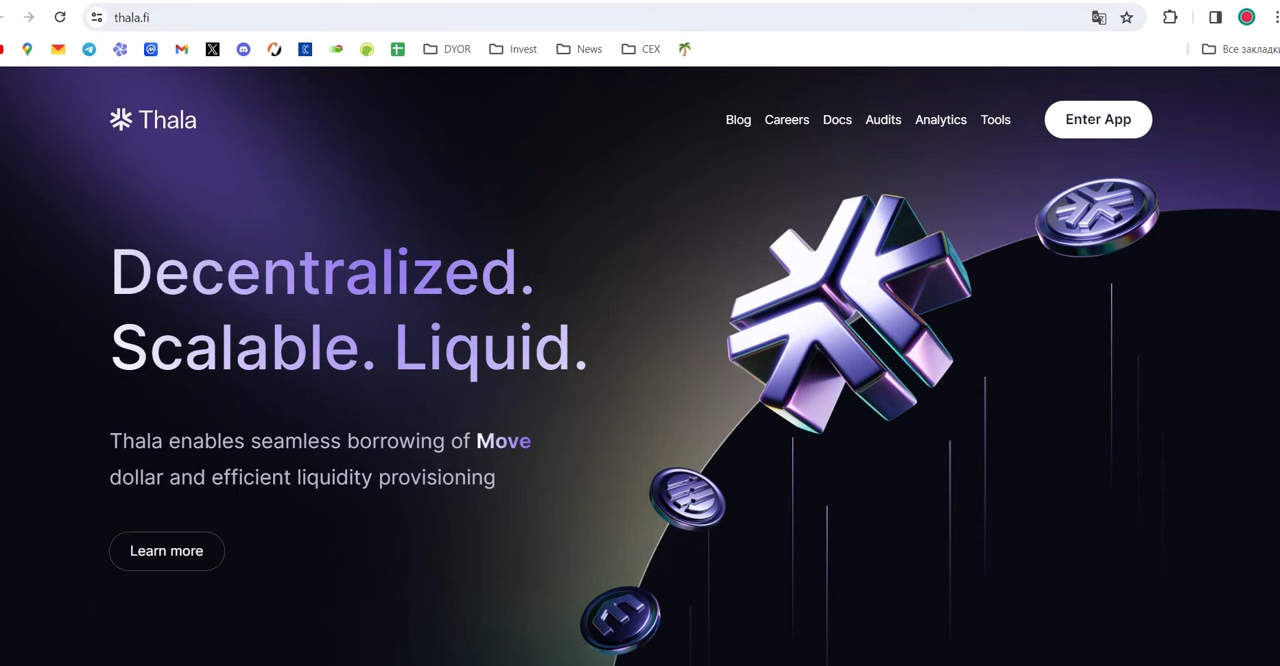 thala.fi
DYOR Invest News CEX Все закладки
Thala
Blog Careers Docs Audits Analytics Tools Enter App
Decentralized.
Scalable. Liquid.
Thala enables seamless borrowing of Move
dollar and efficient liquidity provisioning
Learn more